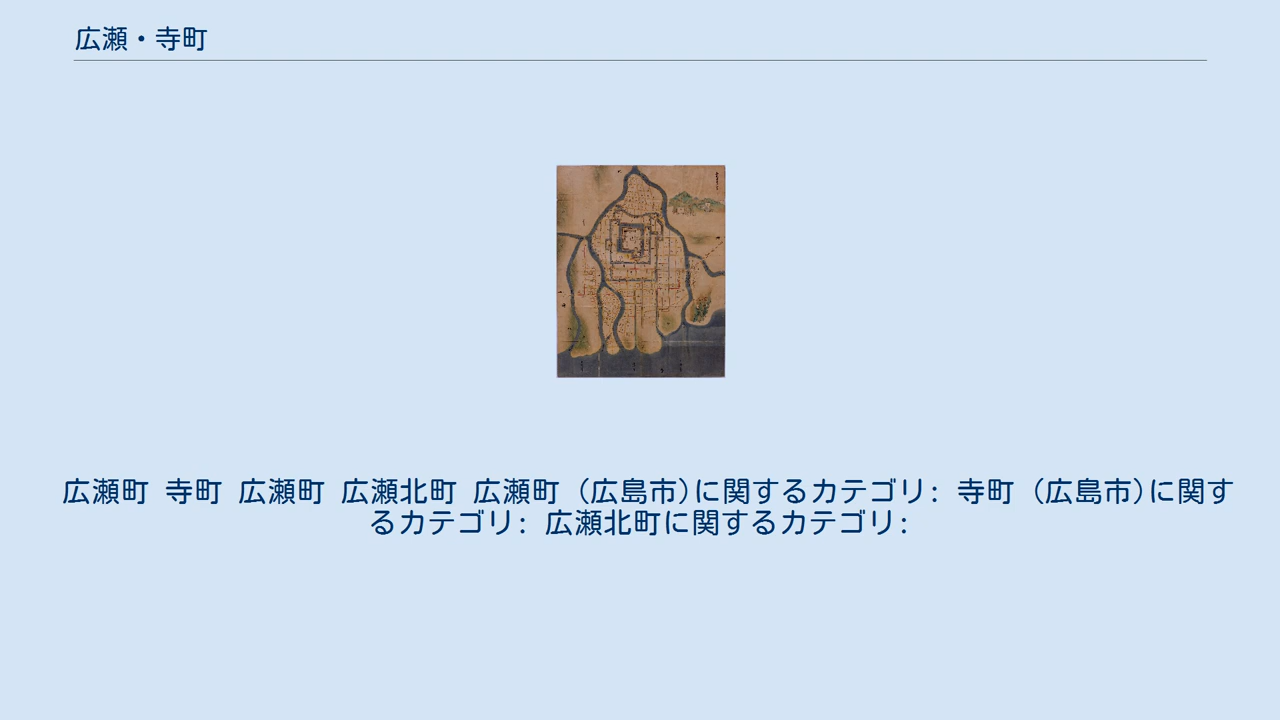 広瀬・寺町
広瀬町 寺町 広瀬町 広瀬北町 広瀬町 (広島市)に関するカテゴリ: 寺町 (広島市)に関す
るカテゴリ: 広瀬北町に関するカテゴリ: